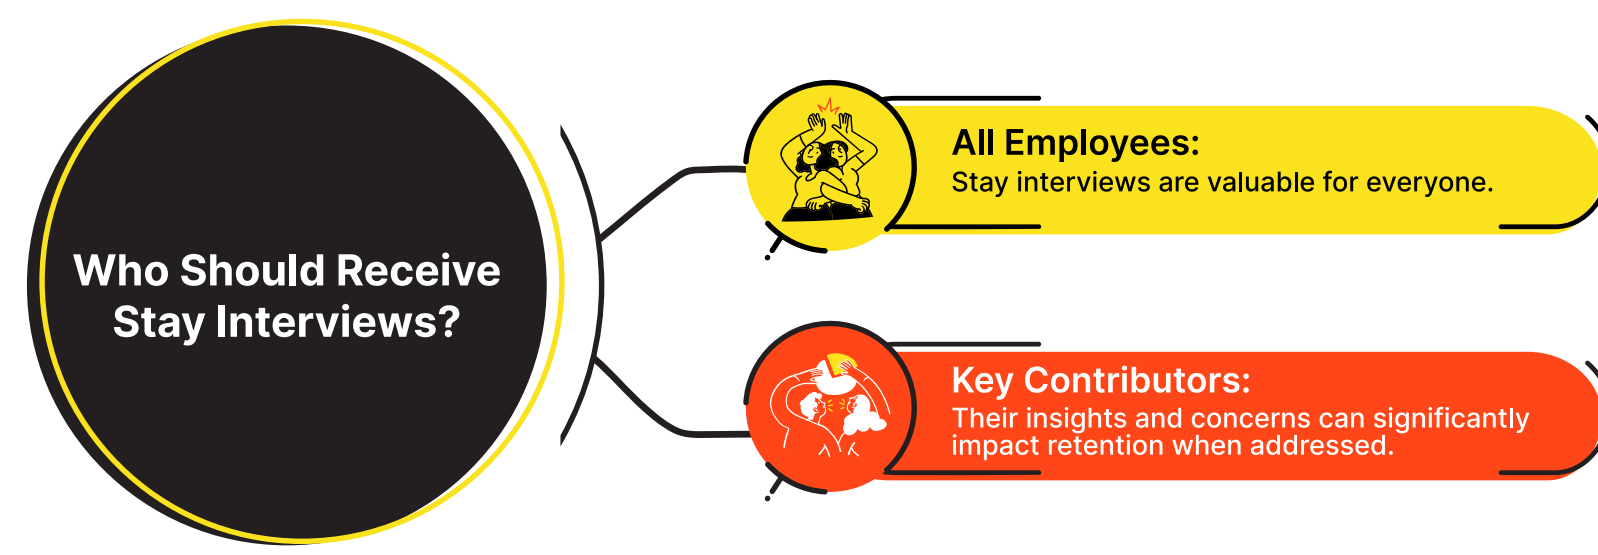 Who Should Receive
Stay Interviews?
All Employees:
Stay interviews are valuable for everyone.
Key Contributors:
Their insights and concerns can significantly
impact retention when addressed.